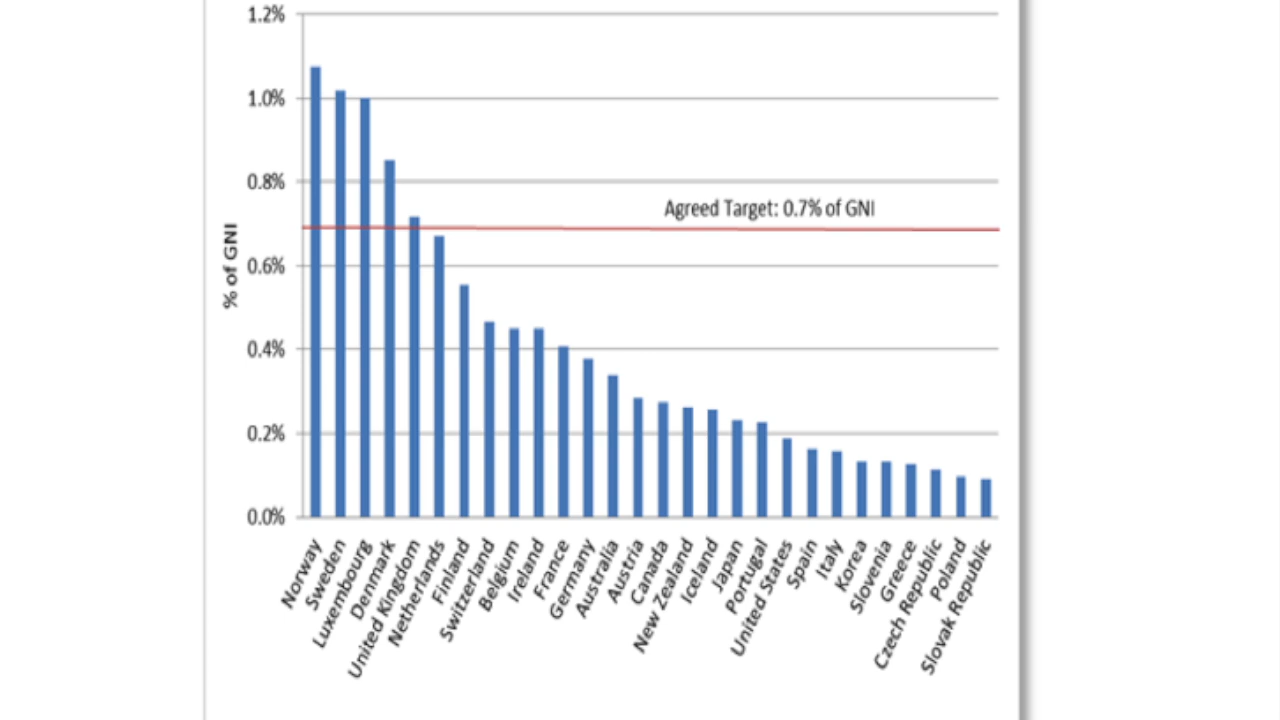 1.2%
1.0%
0.8%
Agreed Target: 0.7% of GNI
% of GNI
0.6%
0.4%
0.2%
0.0%
Norway
Sweden
Luxembourg
Denmark
United Kingdom
Netherlands
Finland
Switzerland
Belgium
Ireland
France
Germany
Australia
Austria
Canada
New Zealand
Iceland
Japan
Portugal
United States
Spain
Italy
Korea
Slovenia
Greece
Czech Republic
Poland
Slovak Republic